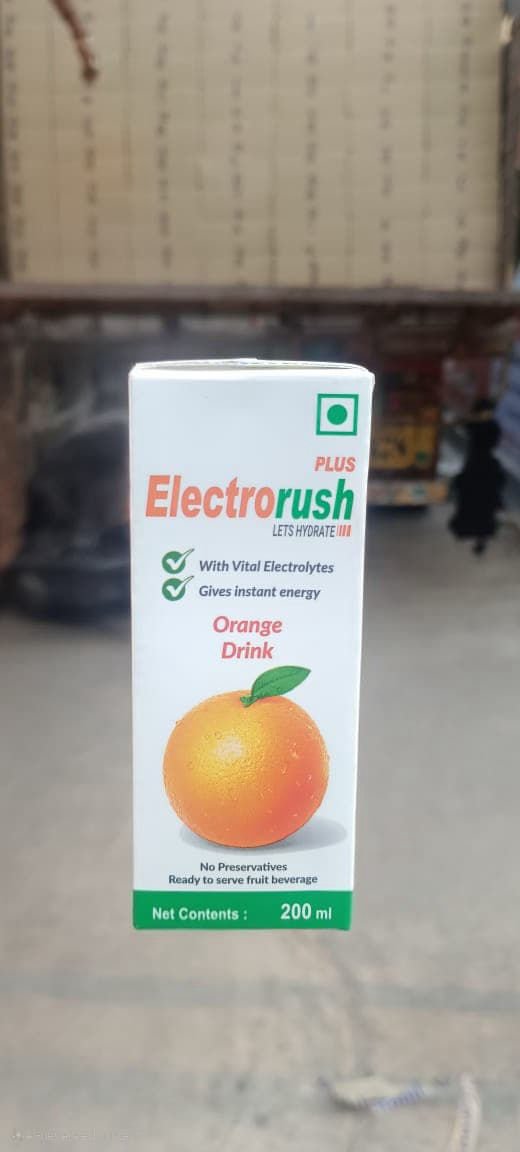 PLUS
Electrorush
LETS HYDRATE
With Vital Electrolytes
Gives instant energy
Orange
Drink
No Preservatives
Ready to serve fruit beverage
Net Contents : 200 ml